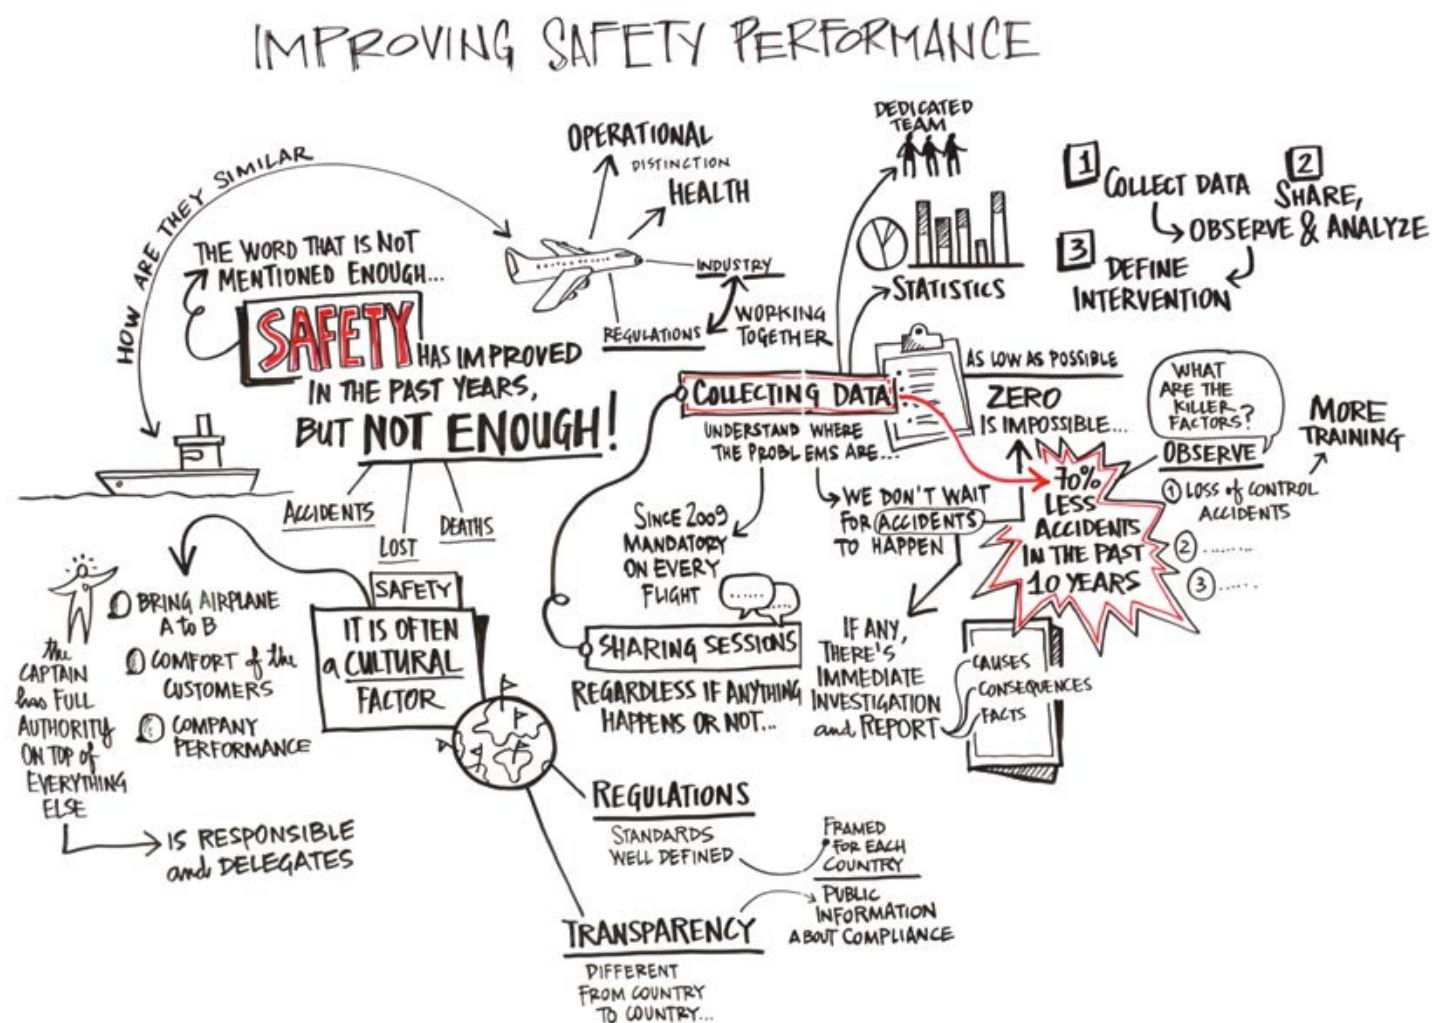 IMPROVING SAFETY PERFORMANCE
HOW ARE THEY SIMILAR
THE WORD THAT IS NOT
MENTIONED ENOUGH...
SAFETY HAS IMPROVED
IN THE PAST YEARS,
BUT NOT ENOUGH!
ACCIDENTS
LOST
DEATHS
OPERATIONAL
DISTINCTION
HEALTH
INDUSTRY
REGULATIONS
WORKING
TOGETHER
DEDICATED
TEAM
STATISTICS
1 COLLECT DATA
2 SHARE,
OBSERVE & ANALYZE
3 DEFINE
INTERVENTION
COLLECTING DATA
UNDERSTAND WHERE
THE PROBLEMS ARE...
SINCE 2009
MANDATORY
ON EVERY
FLIGHT
WE DON'T WAIT
FOR ACCIDENTS
TO HAPPEN
AS LOW AS POSSIBLE
ZERO
IS IMPOSSIBLE...
70%
LESS
ACCIDENTS
IN THE PAST
10 YEARS
WHAT
ARE THE
KILLER
FACTORS?
OBSERVE
MORE
TRAINING
1 LOSS of CONTROL
ACCIDENTS
2 .......
3 ......
SHARING SESSIONS
REGARDLESS IF ANYTHING
HAPPENS OR NOT...
IF ANY,
THERE'S
IMMEDIATE
INVESTIGATION
and REPORT
CAUSES
CONSEQUENCES
FACTS
SAFETY
IT IS OFTEN
a CULTURAL
FACTOR
BRING AIRPLANE
A to B
COMFORT of the
CUSTOMERS
COMPANY
PERFORMANCE
the
CAPTAIN
has FULL
AUTHORITY
ON TOP of
EVERYTHING
ELSE
IS RESPONSIBLE
and DELEGATES
REGULATIONS
STANDARDS
WELL DEFINED
FRAMED
FOR EACH
COUNTRY
TRANSPARENCY
PUBLIC
INFORMATION
ABOUT COMPLIANCE
DIFFERENT
FROM COUNTRY
TO COUNTRY...